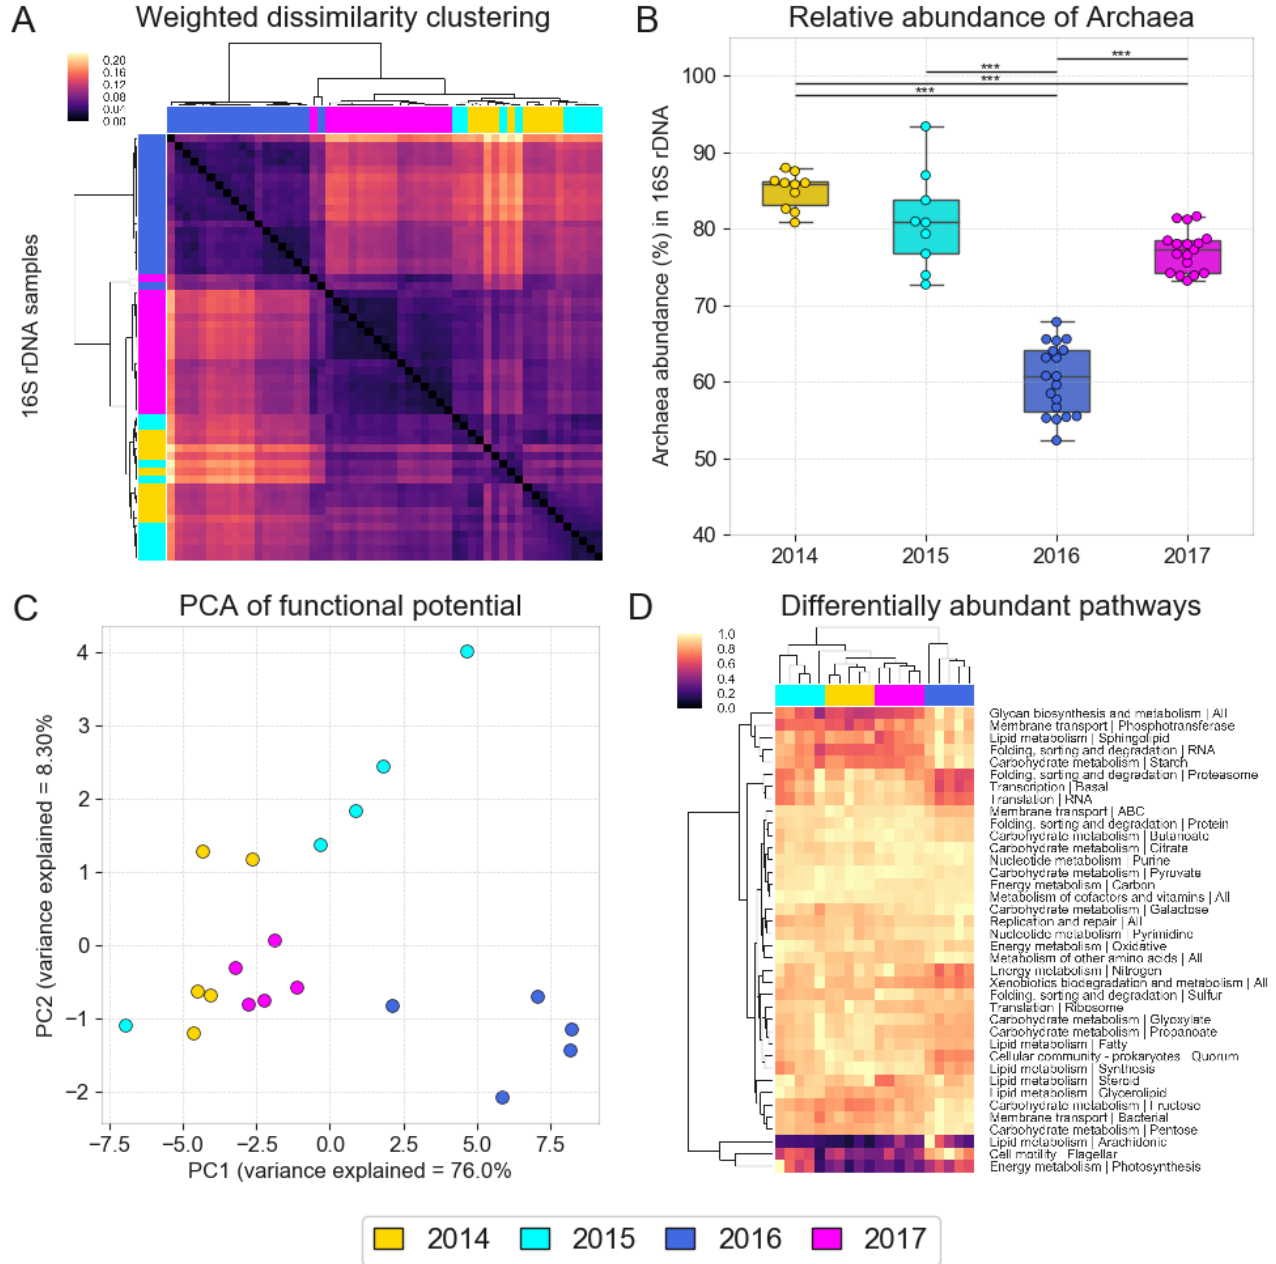 A
Weighted dissimilarity clustering
0.20
0.16
0.12
0.08
0.04
0.00
16S rDNA samples
B
Relative abundance of Archaea
***
***
***
***
100
90
80
70
60
50
40
Archaea abundance (%) in 16S rDNA
2014 2015 2016 2017
C
PCA of functional potential
4
3
2
1
0
−1
−2
PC2 (variance explained = 8.30%
−7.5 −5.0 −2.5 0.0 2.5 5.0 7.5
PC1 (variance explained = 76.0%
D
Differentially abundant pathways
1.0
0.8
0.6
0.4
0.2
0.0
Glycan biosynthesis and metabolism | All
Membrane transport | Phosphotransferase
Lipid metabolism | Sphingolipid
Folding, sorting and degradation | RNA
Carbohydrate metabolism | Starch
Folding, sorting and degradation | Proteasome
Transcription | Basal
Translation | RNA
Membrane transport | ABC
Folding, sorting and degradation | Protein
Carbohydrate metabolism | Butanoate
Carbohydrate metabolism | Citrate
Nucleotide metabolism | Purine
Carbohydrate metabolism | Pyruvate
Energy metabolism | Carbon
Metabolism of cofactors and vitamins | All
Carbohydrate metabolism | Galactose
Replication and repair | All
Nucleotide metabolism | Pyrimidine
Energy metabolism | Oxidative
Metabolism of other amino acids | All
Energy metabolism | Nitrogen
Xenobiotics biodegradation and metabolism | All
Folding, sorting and degradation | Sulfur
Translation | Ribosome
Carbohydrate metabolism | Glyoxylate
Carbohydrate metabolism | Propanoate
Lipid metabolism | Fatty
Cellular community - prokaryotes | Quorum
Lipid metabolism | Synthesis
Lipid metabolism | Steroid
Lipid metabolism | Glycerolipid
Carbohydrate metabolism | Fructose
Membrane transport | Bacterial
Carbohydrate metabolism | Pentose
Lipid metabolism | Arachidonic
Cell motility | Flagellar
Energy metabolism | Photosynthesis
2014 2015 2016 2017